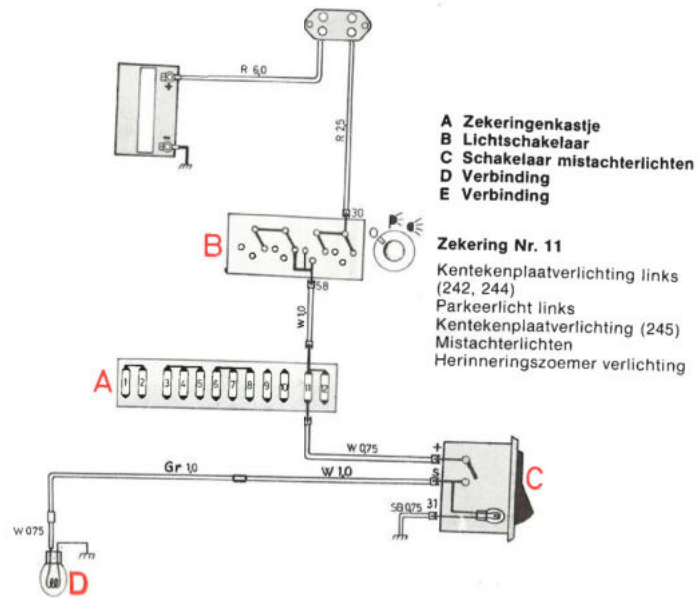 R 6,0
+
-
R 2,5
30
B
O
58
W 1,0
A
1 2 3 4 5 6 7 8 9 10 11 12
W 0,75
+
S
Gr 1,0
W 1,0
C
SB 0,75 31
W 0,75
D
A Zekeringenkastje
B Lichtschakelaar
C Schakelaar mistachterlichten
D Verbinding
E Verbinding
Zekering Nr. 11
Kentekenplaatverlichting links
(242, 244)
Parkeerlicht links
Kentekenplaatverlichting (245)
Mistachterlichten
Herinneringszoemer verlichting